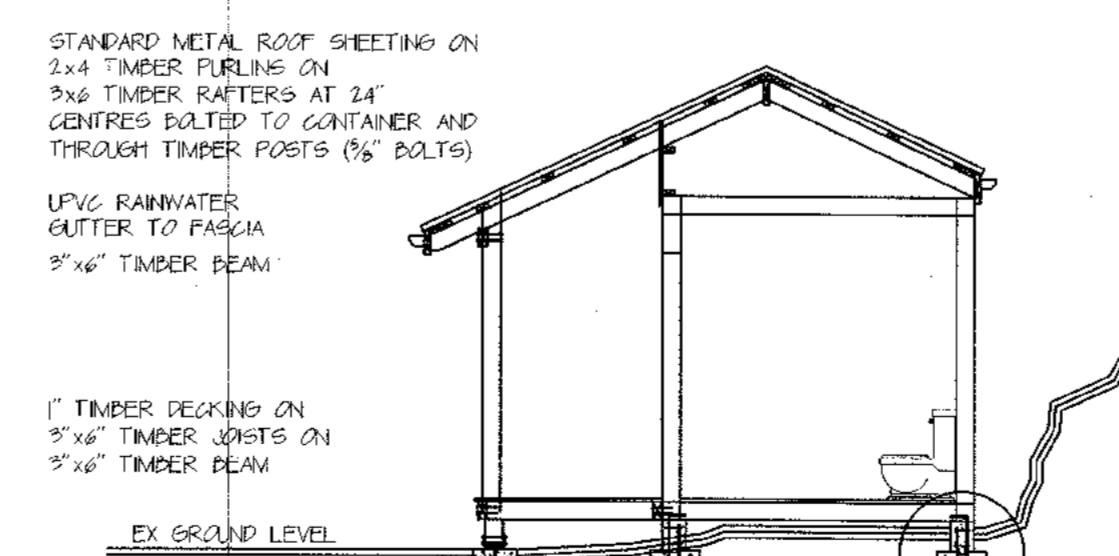 STANDARD METAL ROOF SHEETING ON
2x4 TIMBER PURLINS ON
3x6 TIMBER RAFTERS AT 24"
CENTRES BOLTED TO CONTAINER AND
THROUGH TIMBER POSTS (5/8" BOLTS)
UPVC RAINWATER
GUTTER TO FASCIA
3"x6" TIMBER BEAM
1" TIMBER DECKING ON
3"x6" TIMBER JOISTS ON
3"x6" TIMBER BEAM
EX GROUND LEVEL